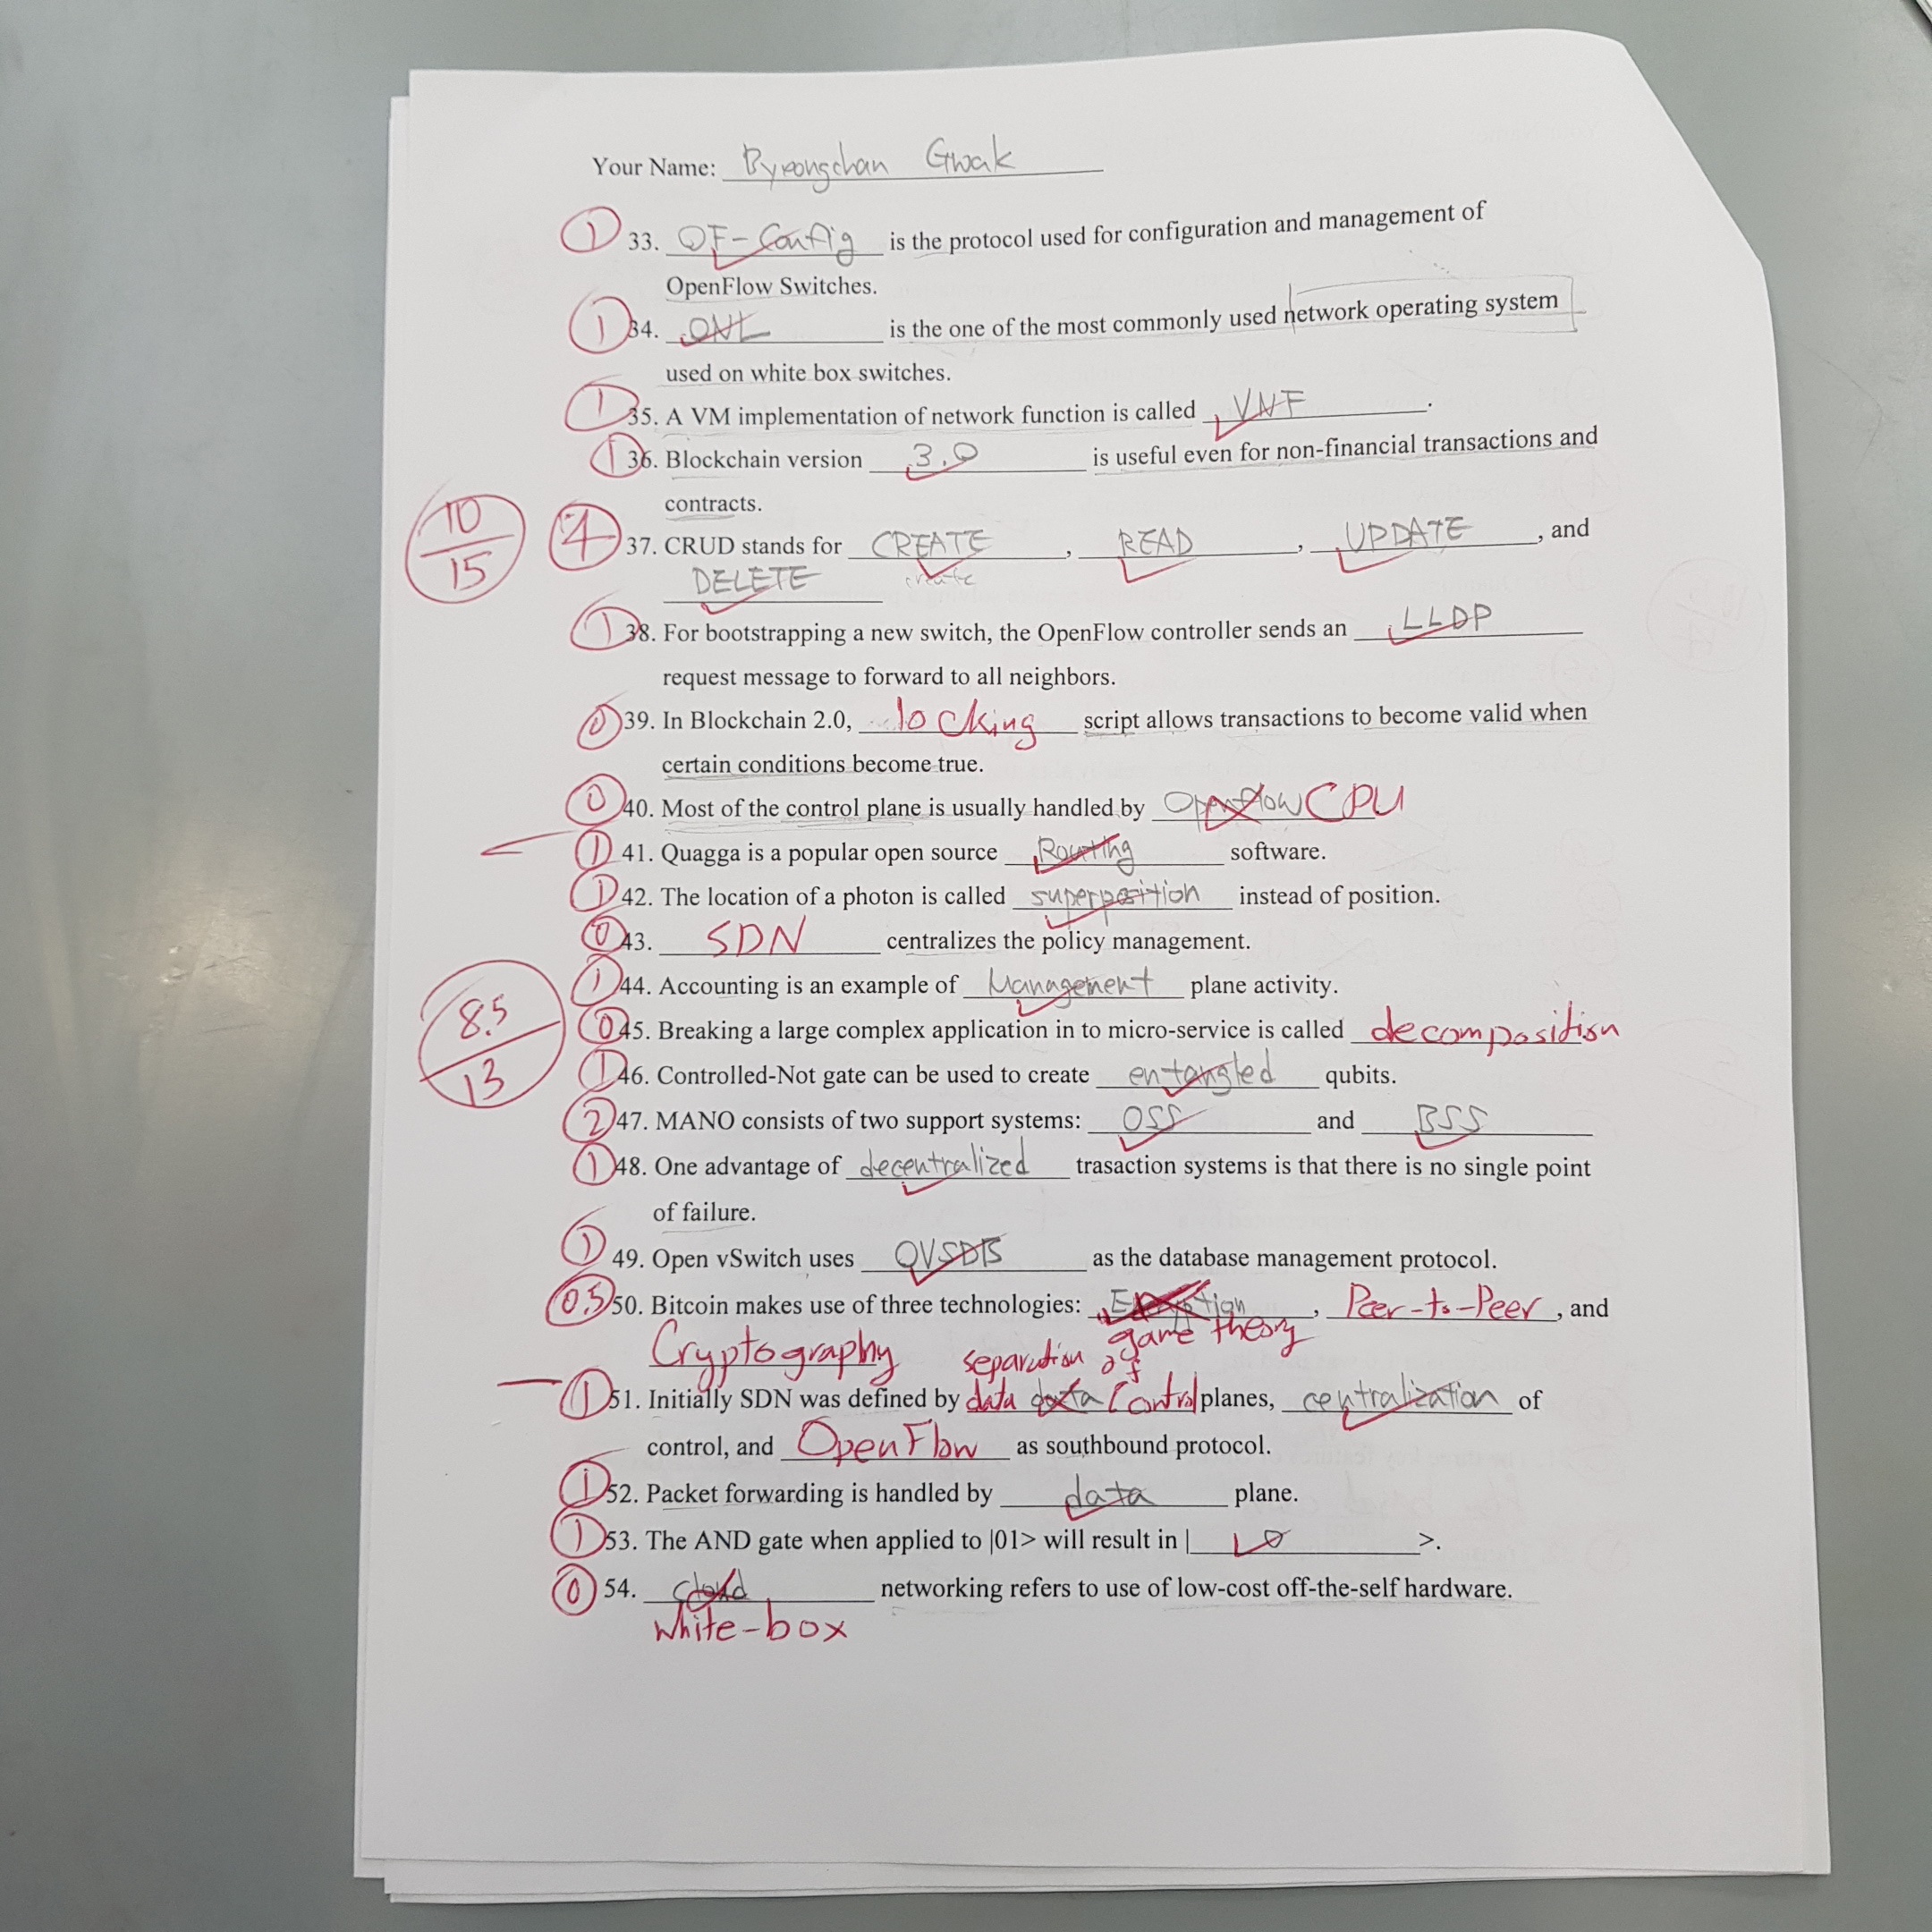 Your Name: Byeongchan Gwak
1 33. OF-Config is the protocol used for configuration and management of
OpenFlow Switches.
1 34. ONL is the one of the most commonly used network operating system
used on white box switches.
1 35. A VM implementation of network function is called VNF.
1 36. Blockchain version 3.0 is useful even for non-financial transactions and
contracts.
10/15 4 37. CRUD stands for CREATE, READ, UPDATE, and
DELETE create
1 38. For bootstrapping a new switch, the OpenFlow controller sends an LLDP
request message to forward to all neighbors.
0 39. In Blockchain 2.0, locking script allows transactions to become valid when
certain conditions become true.
0 40. Most of the control plane is usually handled by Openflow CPU
1 41. Quagga is a popular open source Routing software.
1 42. The location of a photon is called superposition instead of position.
0 43. SDN centralizes the policy management.
1 44. Accounting is an example of Management plane activity.
8.5/13 0 45. Breaking a large complex application in to micro-service is called decomposition
1 46. Controlled-Not gate can be used to create entangled qubits.
2 47. MANO consists of two support systems: OSS and BSS
1 48. One advantage of decentralized trasaction systems is that there is no single point
of failure.
1 49. Open vSwitch uses OVSDB as the database management protocol.
0.5 50. Bitcoin makes use of three technologies: , Peer-to-Peer, and
game theory
Cryptography separation of
1 51. Initially SDN was defined by data data Control planes, centralization of
control, and OpenFlow as southbound protocol.
1 52. Packet forwarding is handled by data plane.
1 53. The AND gate when applied to |01> will result in | 0 >.
0 54. cloud networking refers to use of low-cost off-the-self hardware.
white-box